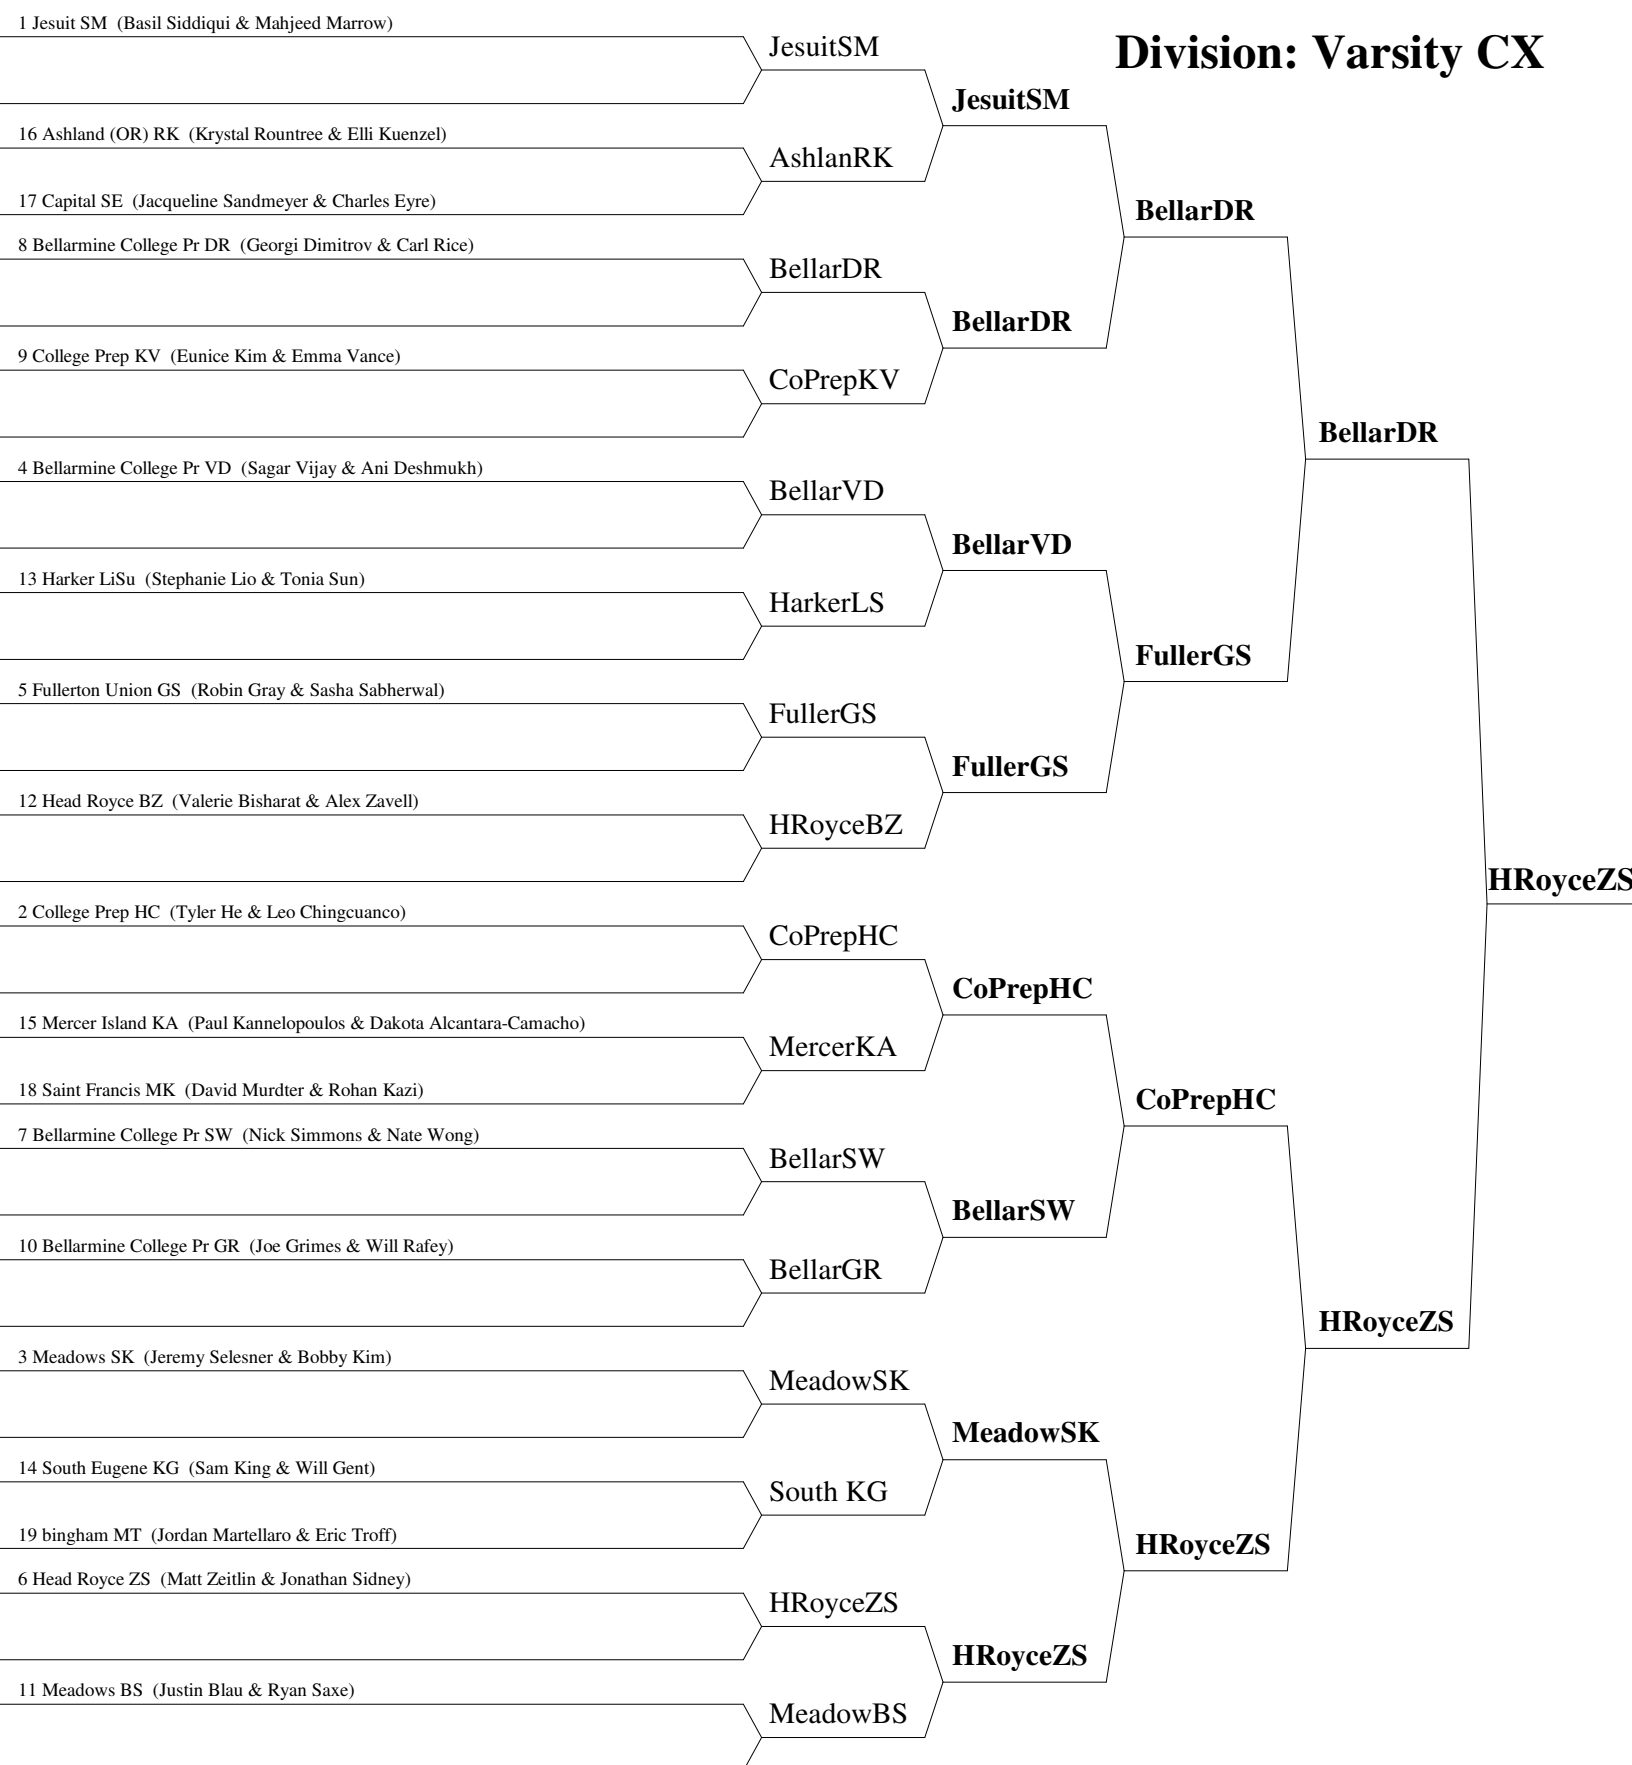 Division: Varsity CX
1 Jesuit SM (Basil Siddiqui & Mahjeed Marrow)
16 Ashland (OR) RK (Krystal Rountree & Elli Kuenzel)
17 Capital SE (Jacqueline Sandmeyer & Charles Eyre)
8 Bellarmine College Pr DR (Georgi Dimitrov & Carl Rice)
9 College Prep KV (Eunice Kim & Emma Vance)
4 Bellarmine College Pr VD (Sagar Vijay & Ani Deshmukh)
13 Harker LiSu (Stephanie Lio & Tonia Sun)
5 Fullerton Union GS (Robin Gray & Sasha Sabherwal)
12 Head Royce BZ (Valerie Bisharat & Alex Zavell)
2 College Prep HC (Tyler He & Leo Chingcuanco)
15 Mercer Island KA (Paul Kannelopoulos & Dakota Alcantara-Camacho)
18 Saint Francis MK (David Murdter & Rohan Kazi)
7 Bellarmine College Pr SW (Nick Simmons & Nate Wong)
10 Bellarmine College Pr GR (Joe Grimes & Will Rafey)
3 Meadows SK (Jeremy Selesner & Bobby Kim)
14 South Eugene KG (Sam King & Will Gent)
19 bingham MT (Jordan Martellaro & Eric Troff)
6 Head Royce ZS (Matt Zeitlin & Jonathan Sidney)
11 Meadows BS (Justin Blau & Ryan Saxe)
JesuitSM
AshlanRK
BellarDR
CoPrepKV
BellarVD
HarkerLS
FullerGS
HRoyceBZ
CoPrepHC
MercerKA
BellarSW
BellarGR
MeadowSK
South KG
HRoyceZS
MeadowBS
JesuitSM
BellarDR
BellarVD
FullerGS
CoPrepHC
BellarSW
MeadowSK
HRoyceZS
BellarDR
FullerGS
CoPrepHC
HRoyceZS
BellarDR
HRoyceZS
HRoyceZS